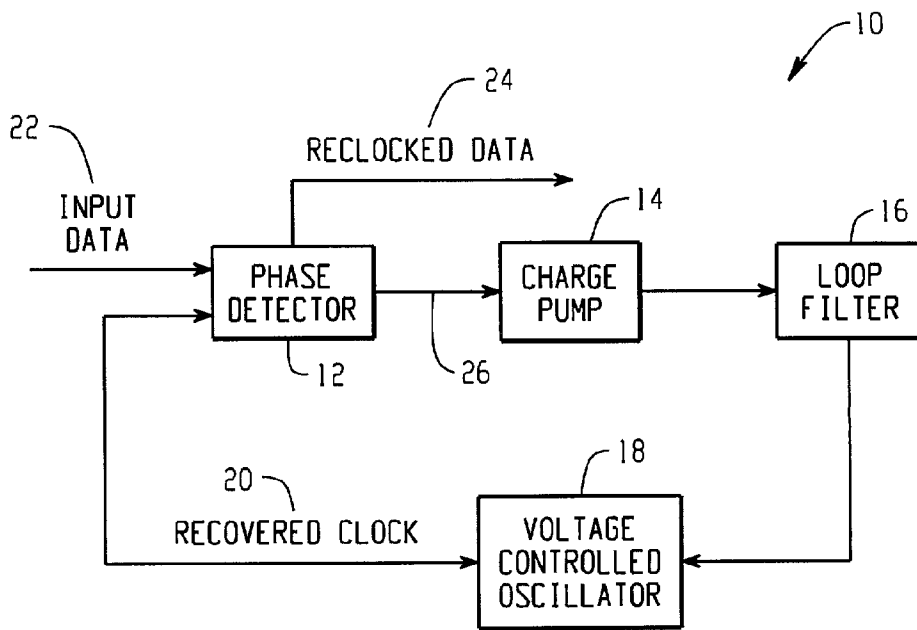 10
24
22
RECLOCKED DATA
14
16
INPUT
DATA
PHASE
DETECTOR
CHARGE
PUMP
LOOP
FILTER
12
26
18
20
RECOVERED CLOCK
VOLTAGE
CONTROLLED
OSCILLATOR